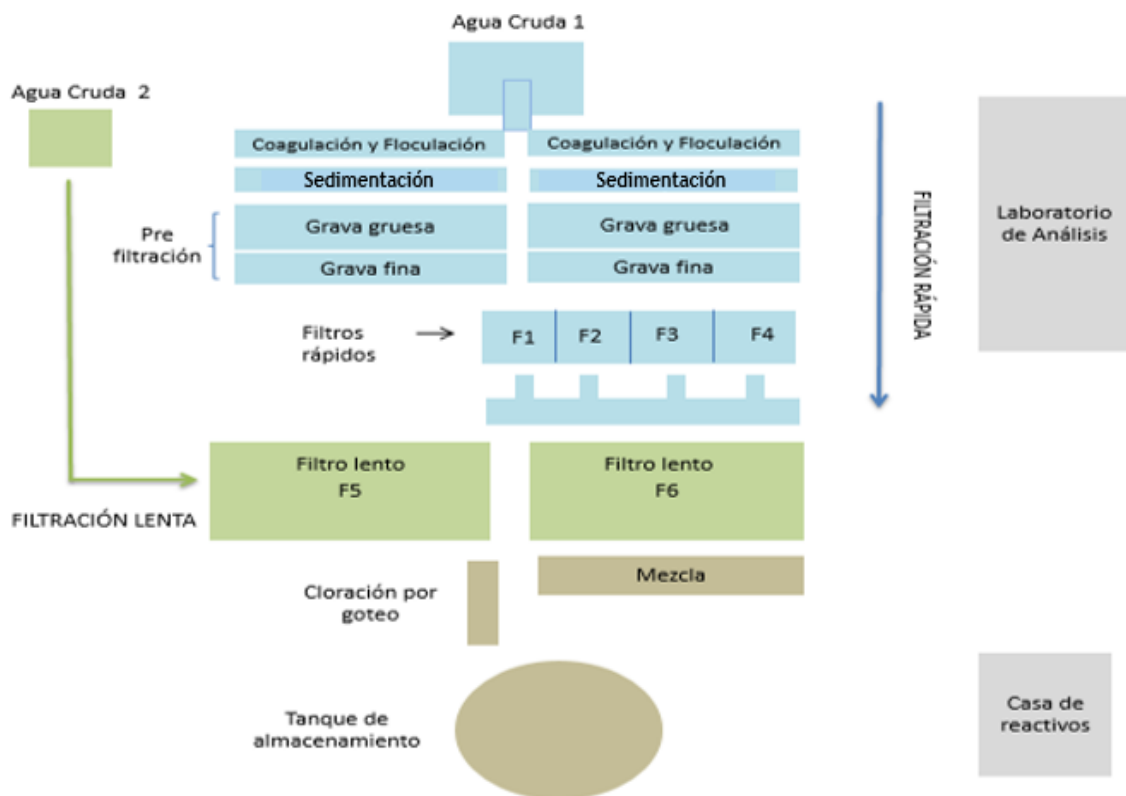 Agua Cruda 1
Agua Cruda 2
Coagulación y Floculación
Coagulación y Floculación
Sedimentación
Sedimentación
Pre
filtración
Grava gruesa
Grava gruesa
Grava fina
Grava fina
FILTRACIÓN RÁPIDA
Laboratorio
de Análisis
Filtros
rápidos
F1
F2
F3
F4
Filtro lento
F5
Filtro lento
F6
FILTRACIÓN LENTA
Cloración por
goteo
Mezcla
Tanque de
almacenamiento
Casa de
reactivos